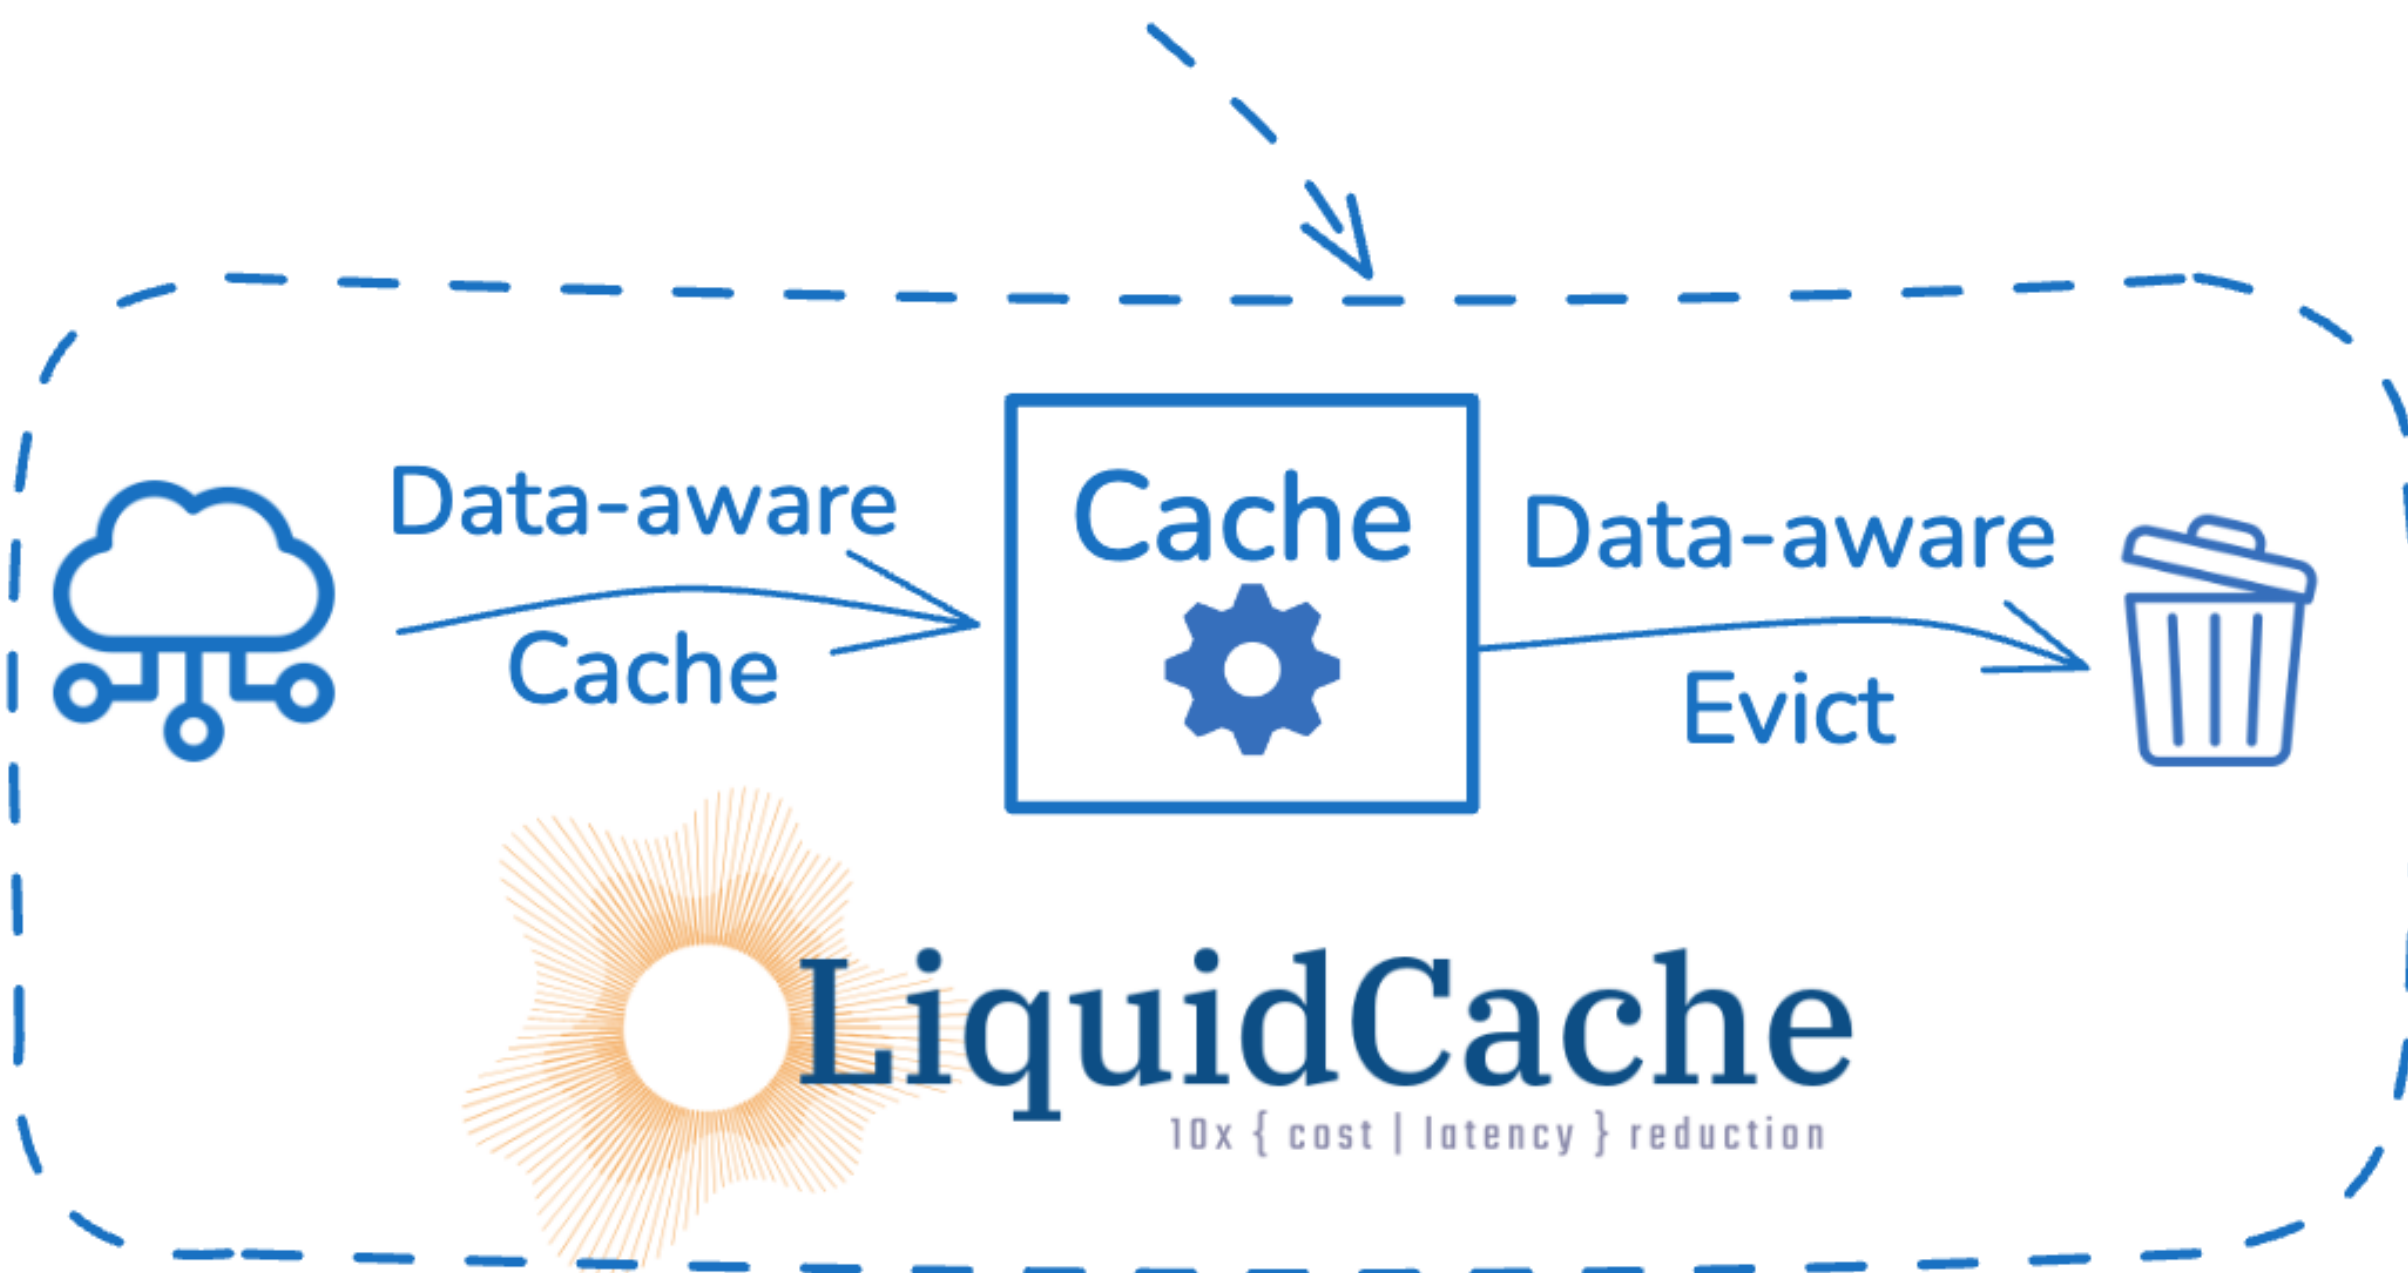 Data-aware
Cache
Cache
Data-aware
Evict
LiquidCache
10x { cost | latency } reduction